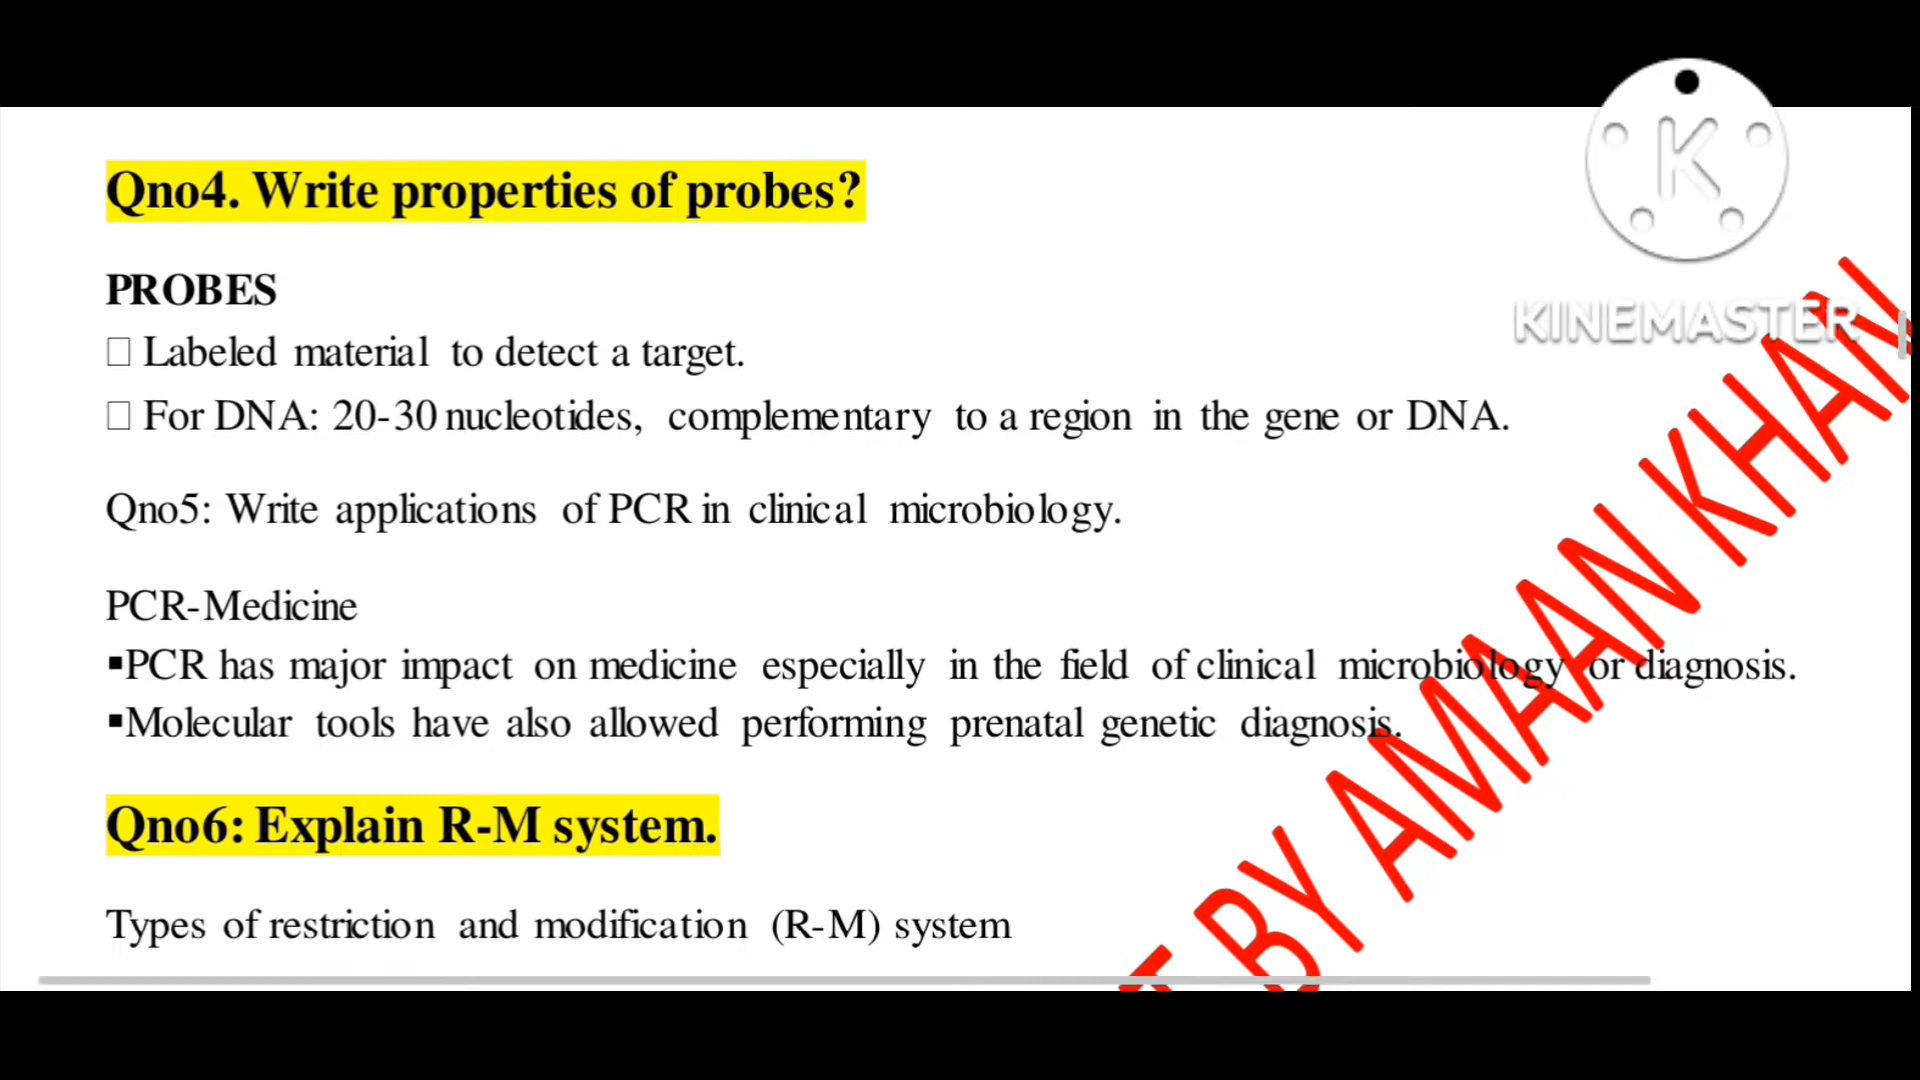 Qno4. Write properties of probes?
K
KINEMASTER
PROBES
□ Labeled material to detect a target.
□ For DNA: 20-30 nucleotides, complementary to a region in the gene or DNA.
Qno5: Write applications of PCR in clinical microbiology.
PCR-Medicine
▪PCR has major impact on medicine especially in the field of clinical microbiology or diagnosis.
▪Molecular tools have also allowed performing prenatal genetic diagnosis.
Qno6: Explain R-M system.
Types of restriction and modification (R-M) system
BY AMAAN KHAN